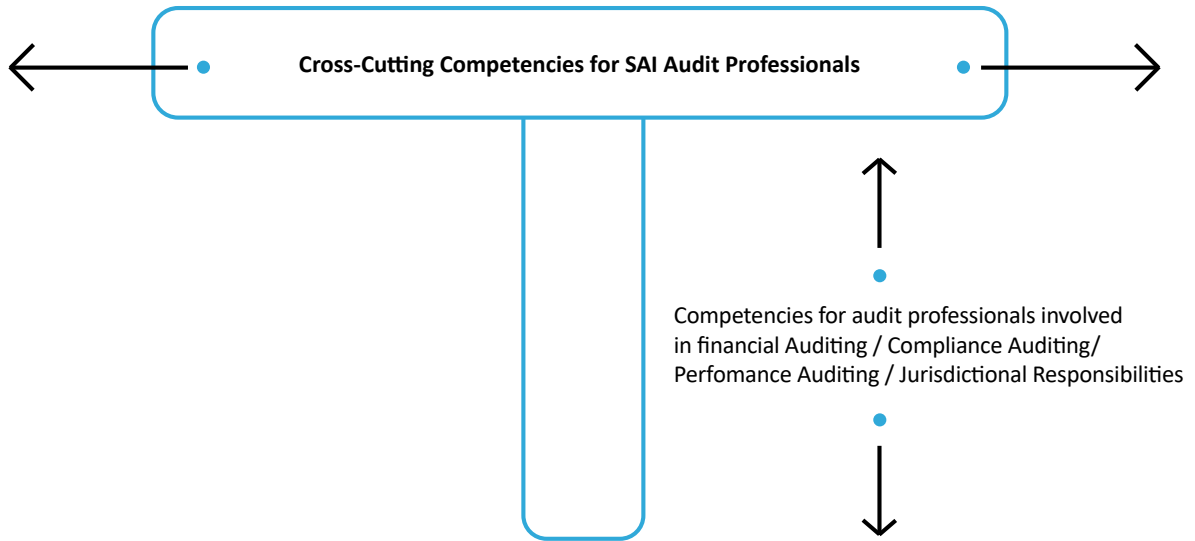 Cross-Cutting Competencies for SAI Audit Professionals
Competencies for audit professionals involved
in financial Auditing / Compliance Auditing/
Perfomance Auditing / Jurisdictional Responsibilities